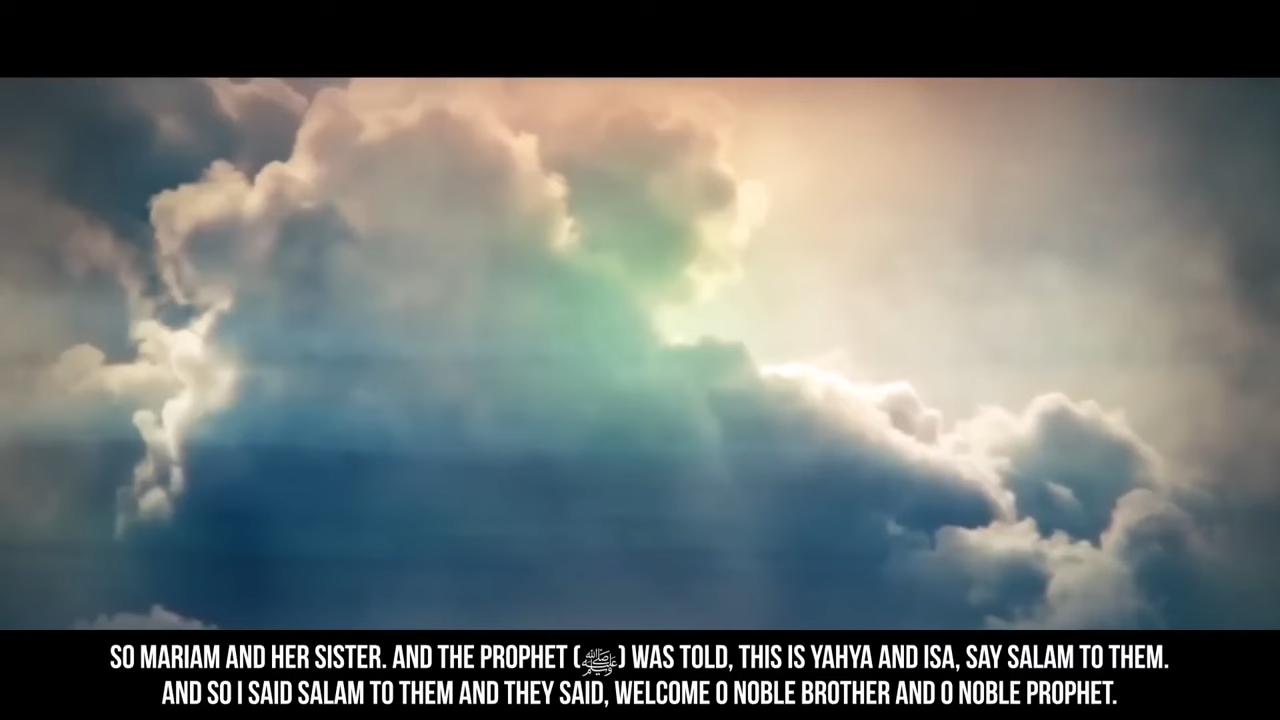 SO MARIAM AND HER SISTER. AND THE PROPHET (ﷺ) WAS TOLD, THIS IS YAHYA AND ISA, SAY SALAM TO THEM.
AND SO I SAID SALAM TO THEM AND THEY SAID, WELCOME O NOBLE BROTHER AND O NOBLE PROPHET.